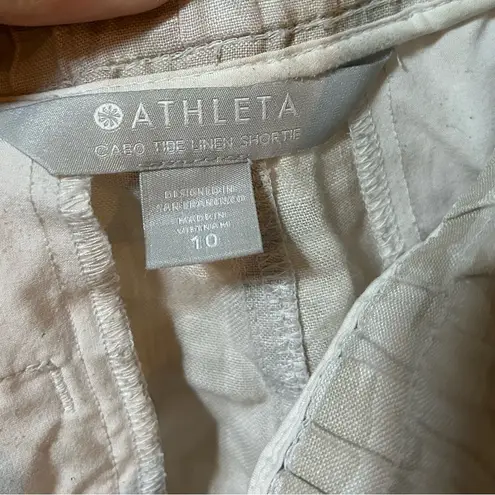 ATHLETA
CABO TIDE LINEN SHORTIE
DESIGNED IN
SAN FRANCISCO
MADE IN
VIETNAM
10